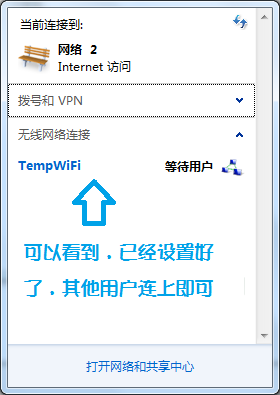 当前连接到:
网络 2
Internet 访问
拨号和 VPN
无线网络连接
TempWiFi 等待用户
可以看到．已经设置好
了．其他用户连上即可
打开网络和共享中心